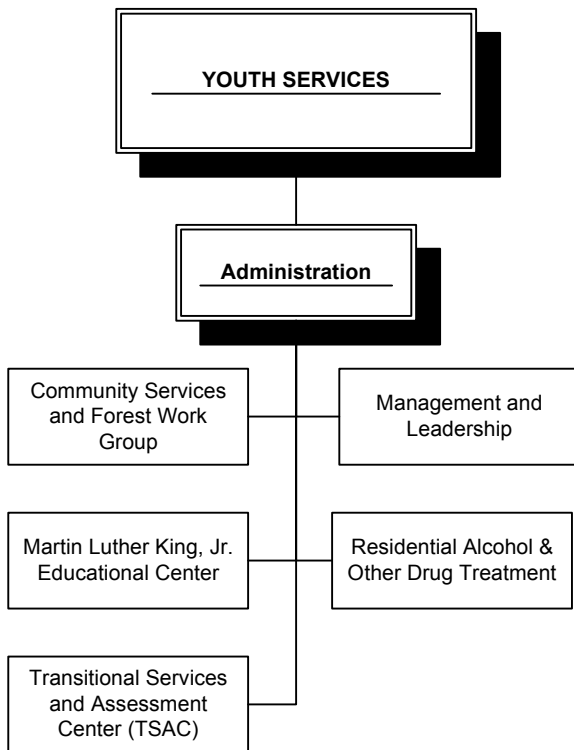 YOUTH SERVICES
Administration
Community Services
and Forest Work
Group
Management and
Leadership
Martin Luther King, Jr.
Educational Center
Residential Alcohol &
Other Drug Treatment
Transitional Services
and Assessment
Center (TSAC)